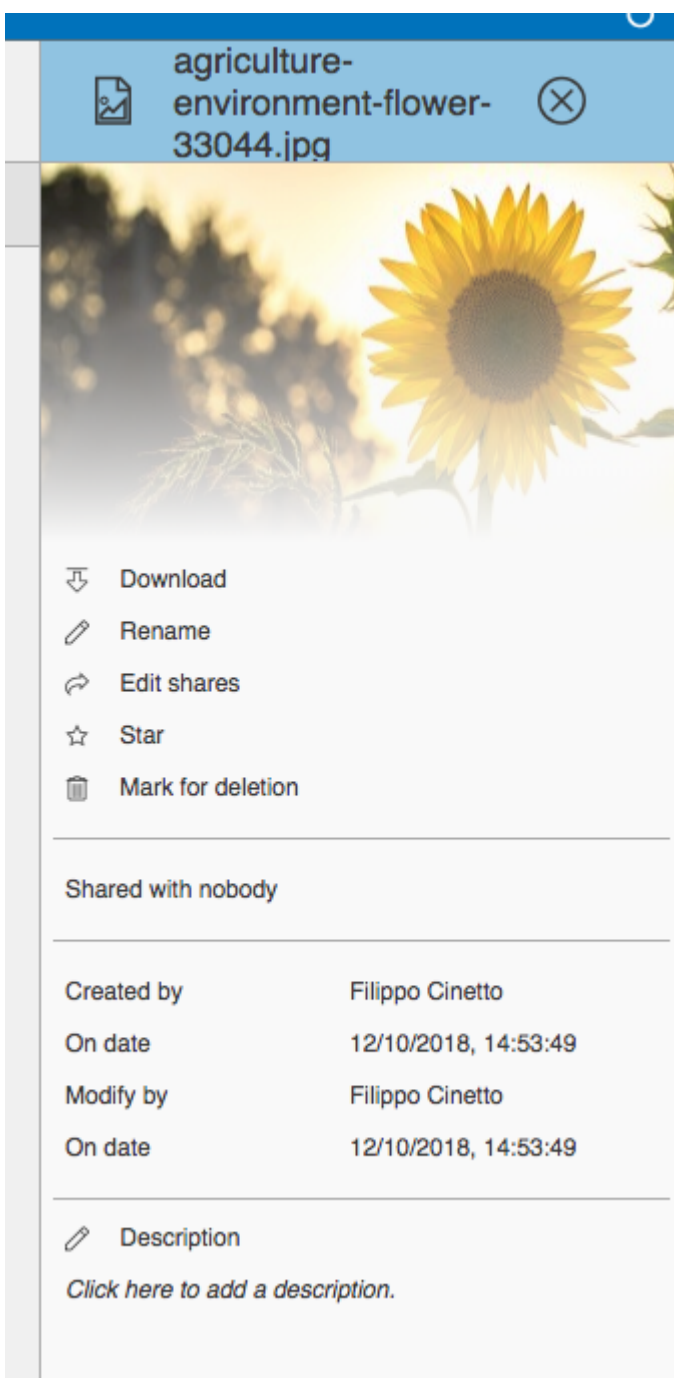 agriculture-
environment-flower-
33044.jpg
Download
Rename
Edit shares
Star
Mark for deletion
Shared with nobody
Created by Filippo Cinetto
On date 12/10/2018, 14:53:49
Modify by Filippo Cinetto
On date 12/10/2018, 14:53:49
Description
Click here to add a description.